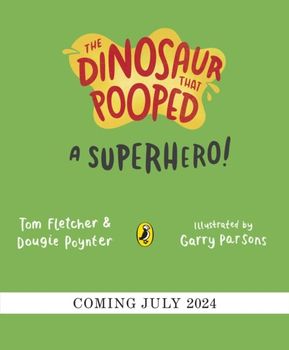 THE
DINOSAUR
THAT
POOPED
A SUPERHERO!
Tom Fletcher &
Dougie Poynter
Illustrated by
Garry Parsons
COMING JULY 2024